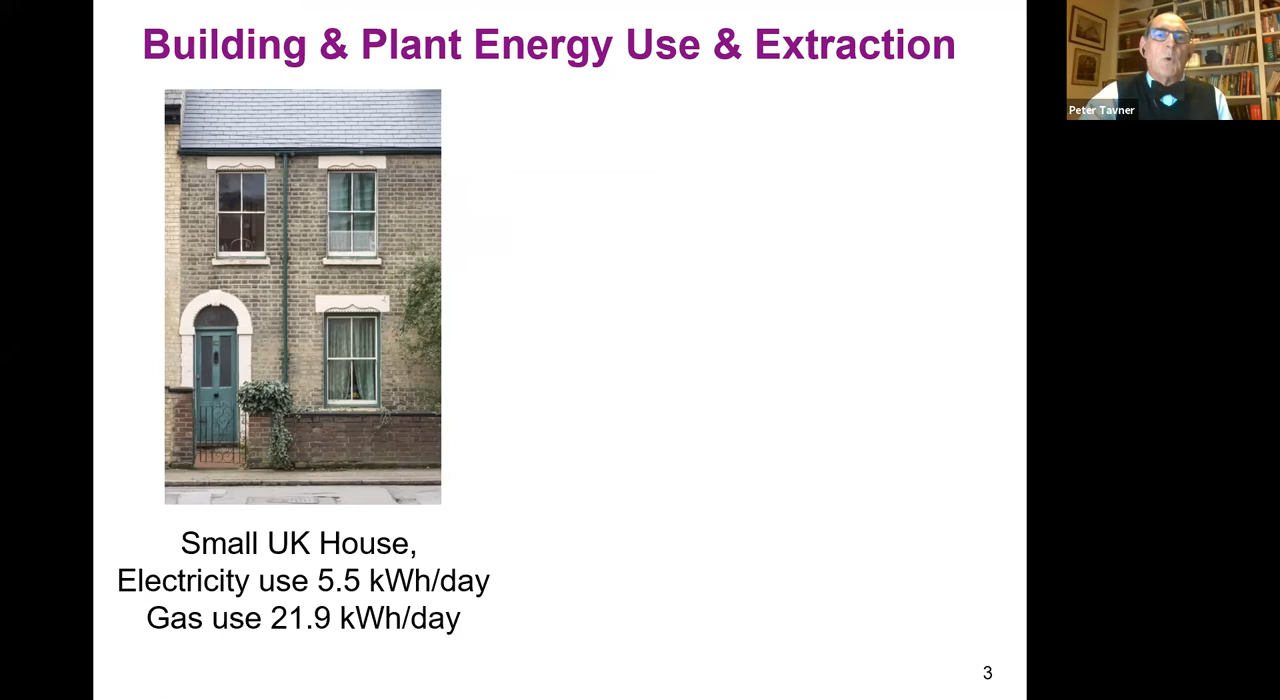 Building & Plant Energy Use & Extraction
Peter Tavner
Small UK House,
Electricity use 5.5 kWh/day
Gas use 21.9 kWh/day
3